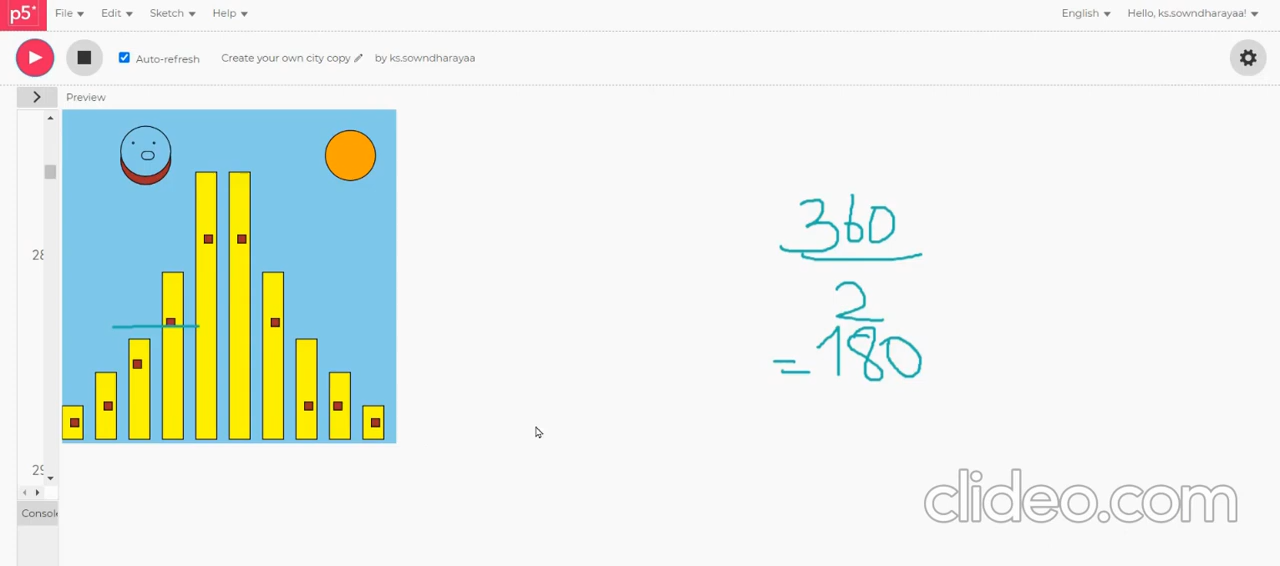 p5*
File Edit Sketch Help English Hello, ks.sowndharayaa!
Auto-refresh Create your own city copy by ks.sowndharayaa
Preview
360
2
= 180
28
29
Console
clideo.com